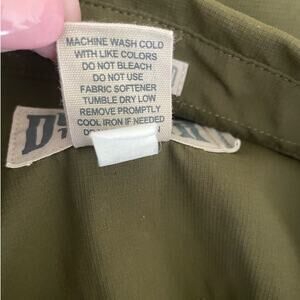 MACHINE WASH COLD
WITH LIKE COLORS
DO NOT BLEACH
DO NOT USE
FABRIC SOFTENER
TUMBLE DRY LOW
REMOVE PROMPTLY
COOL IRON IF NEEDED